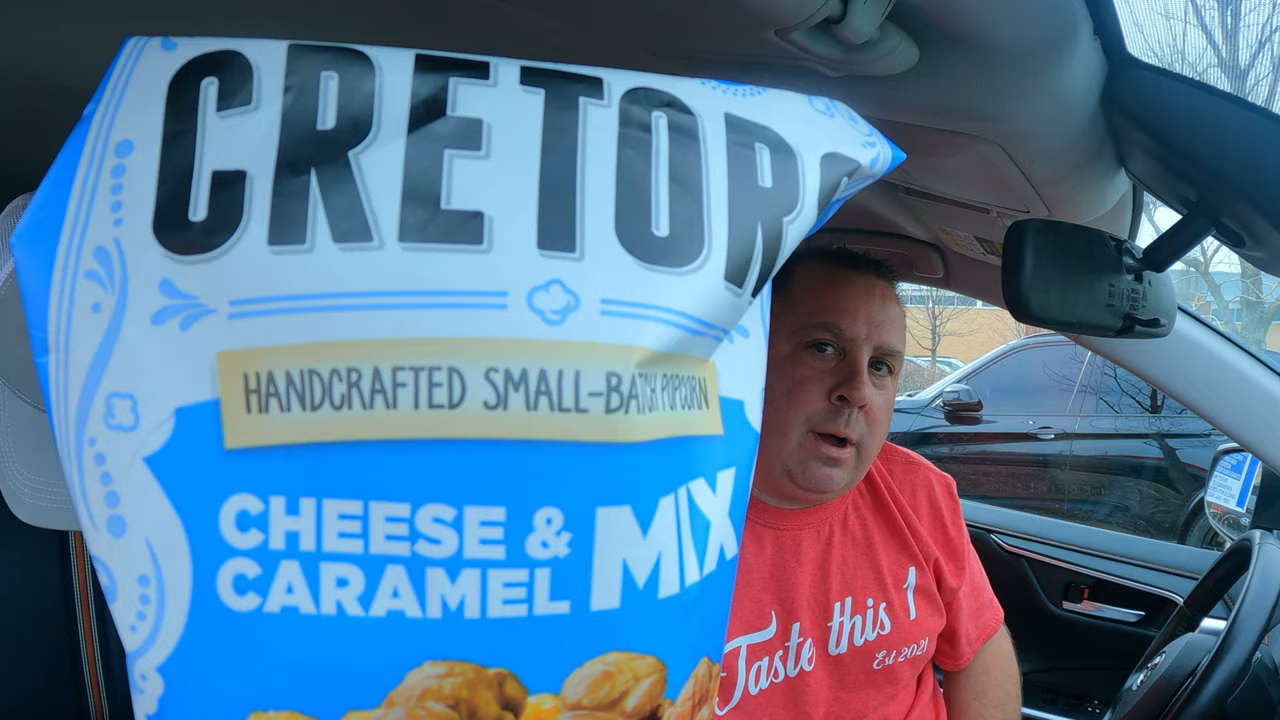 CRETOR
HANDCRAFTED SMALL-BATCH POPCORN
CHEESE &
CARAMEL
MIX
Taste this 1
Est 2021